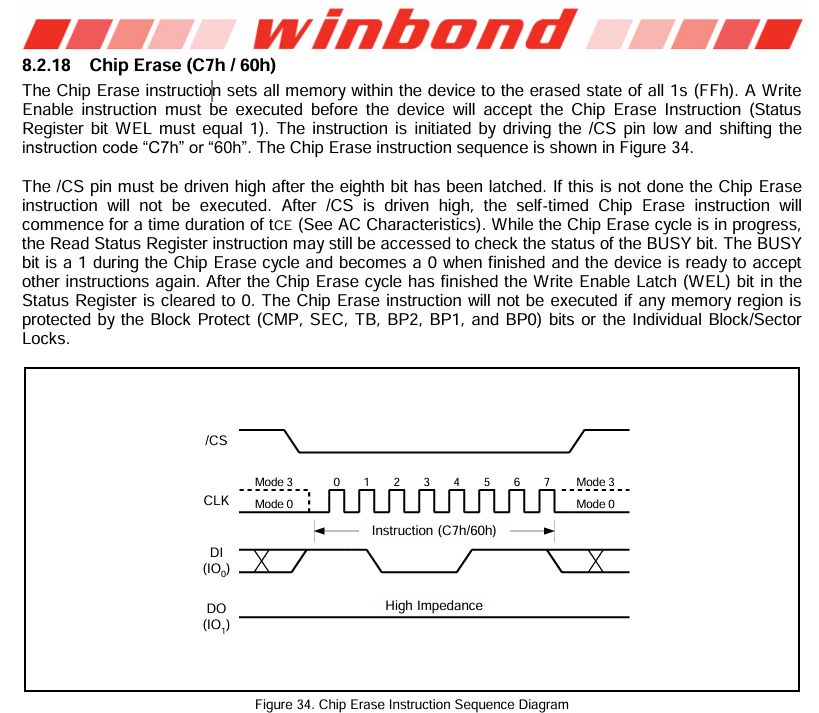 winbond
8.2.18 Chip Erase (C7h / 60h)
The Chip Erase instruction sets all memory within the device to the erased state of all 1s (FFh). A Write
Enable instruction must be executed before the device will accept the Chip Erase Instruction (Status
Register bit WEL must equal 1). The instruction is initiated by driving the /CS pin low and shifting the
instruction code “C7h” or “60h”. The Chip Erase instruction sequence is shown in Figure 34.
The /CS pin must be driven high after the eighth bit has been latched. If this is not done the Chip Erase
instruction will not be executed. After /CS is driven high, the self-timed Chip Erase instruction will
commence for a time duration of tCE (See AC Characteristics). While the Chip Erase cycle is in progress,
the Read Status Register instruction may still be accessed to check the status of the BUSY bit. The BUSY
bit is a 1 during the Chip Erase cycle and becomes a 0 when finished and the device is ready to accept
other instructions again. After the Chip Erase cycle has finished the Write Enable Latch (WEL) bit in the
Status Register is cleared to 0. The Chip Erase instruction will not be executed if any memory region is
protected by the Block Protect (CMP, SEC, TB, BP2, BP1, and BP0) bits or the Individual Block/Sector
Locks.
/CS
Mode 3 0 1 2 3 4 5 6 7 Mode 3
CLK
Mode 0 Mode 0
Instruction (C7h/60h)
DI
(IO0)
High Impedance
DO
(IO1)
Figure 34. Chip Erase Instruction Sequence Diagram